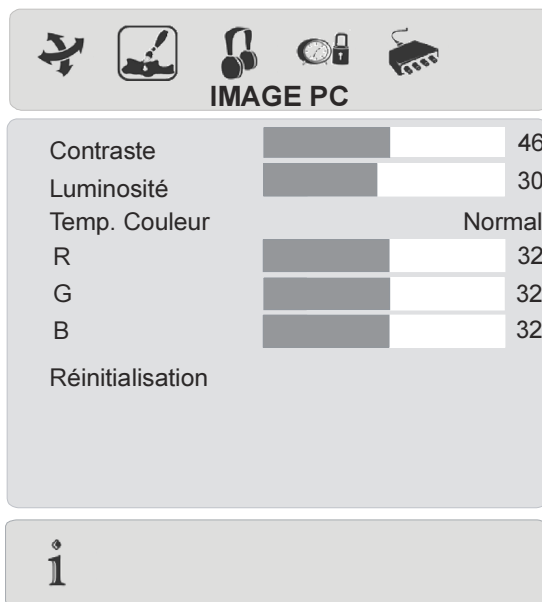 IMAGE PC
Contraste 46
Luminosité 30
Temp. Couleur Normal
R 32
G 32
B 32
Réinitialisation
i